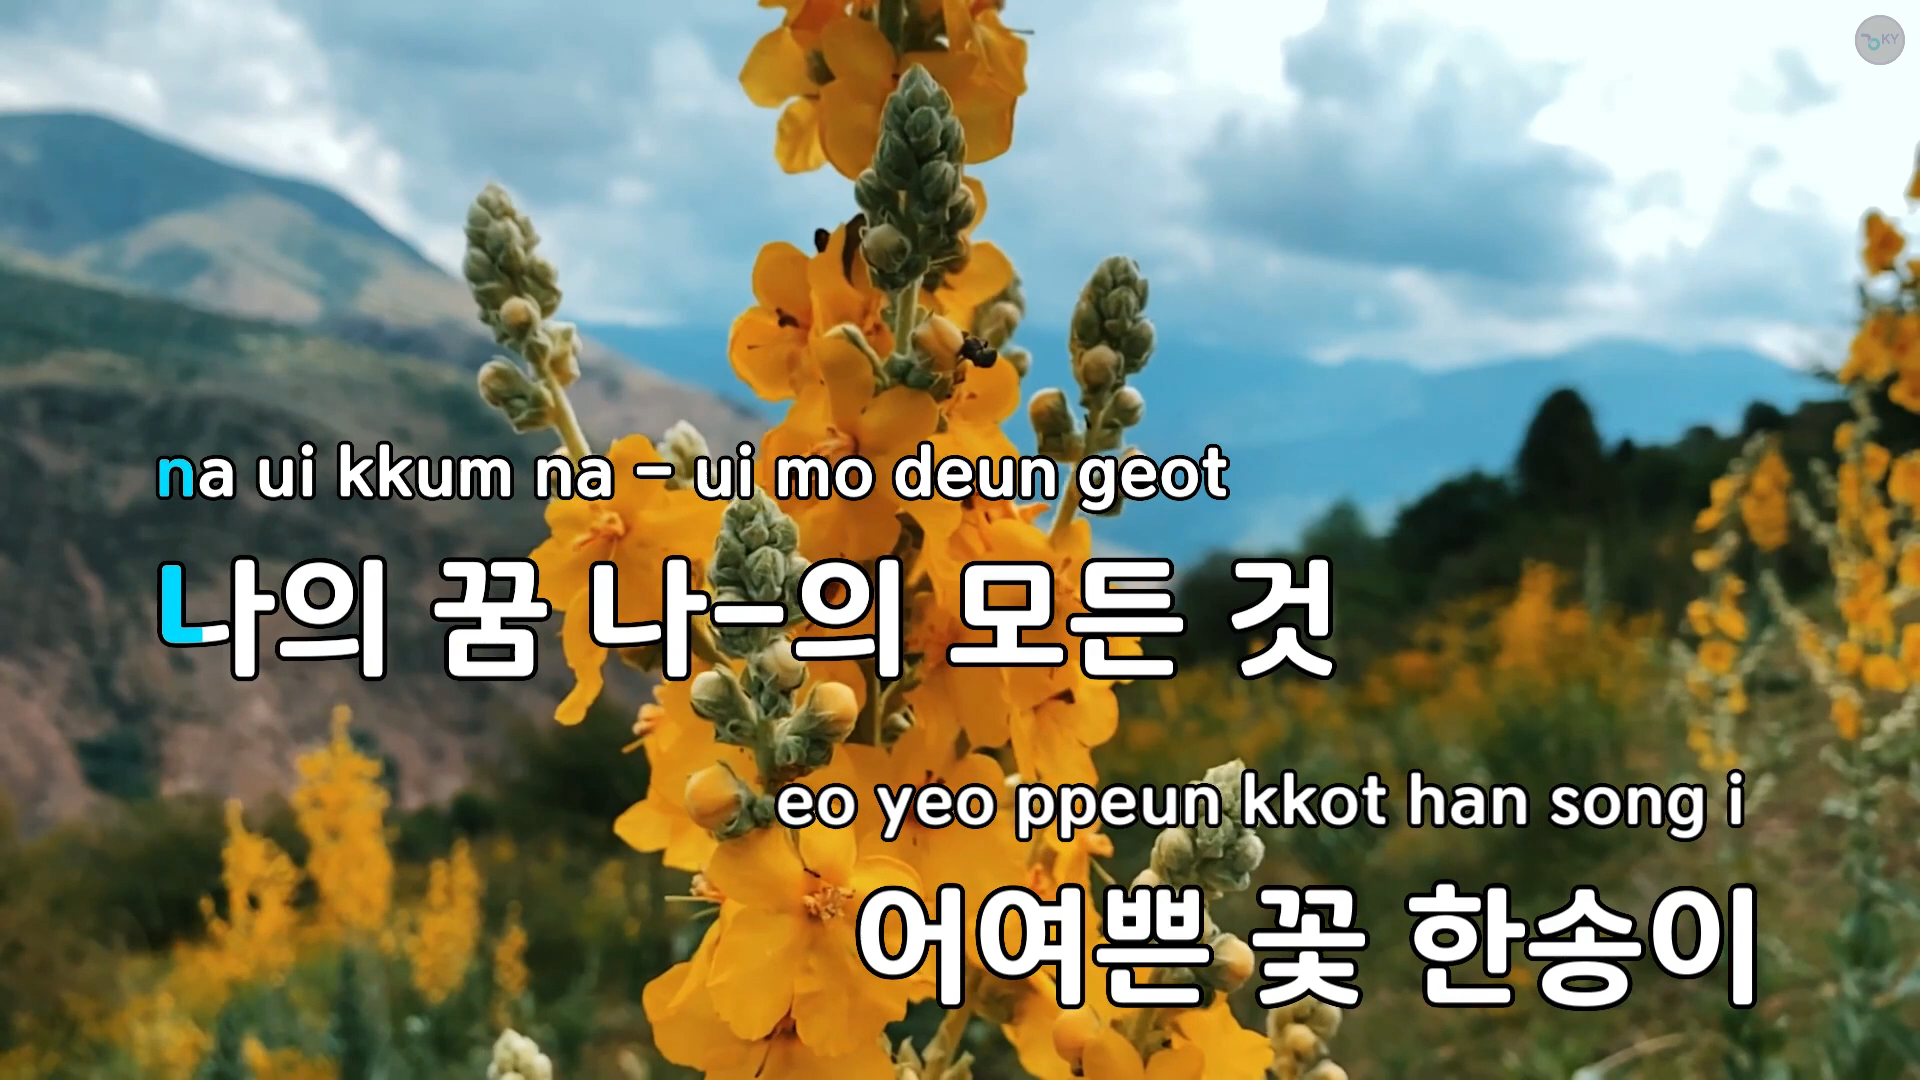 KY
na ui kkum na – ui mo deun geot
나의 꿈 나–의 모든 것
eo yeo ppeun kkot han song i
어여쁜 꽃 한송이